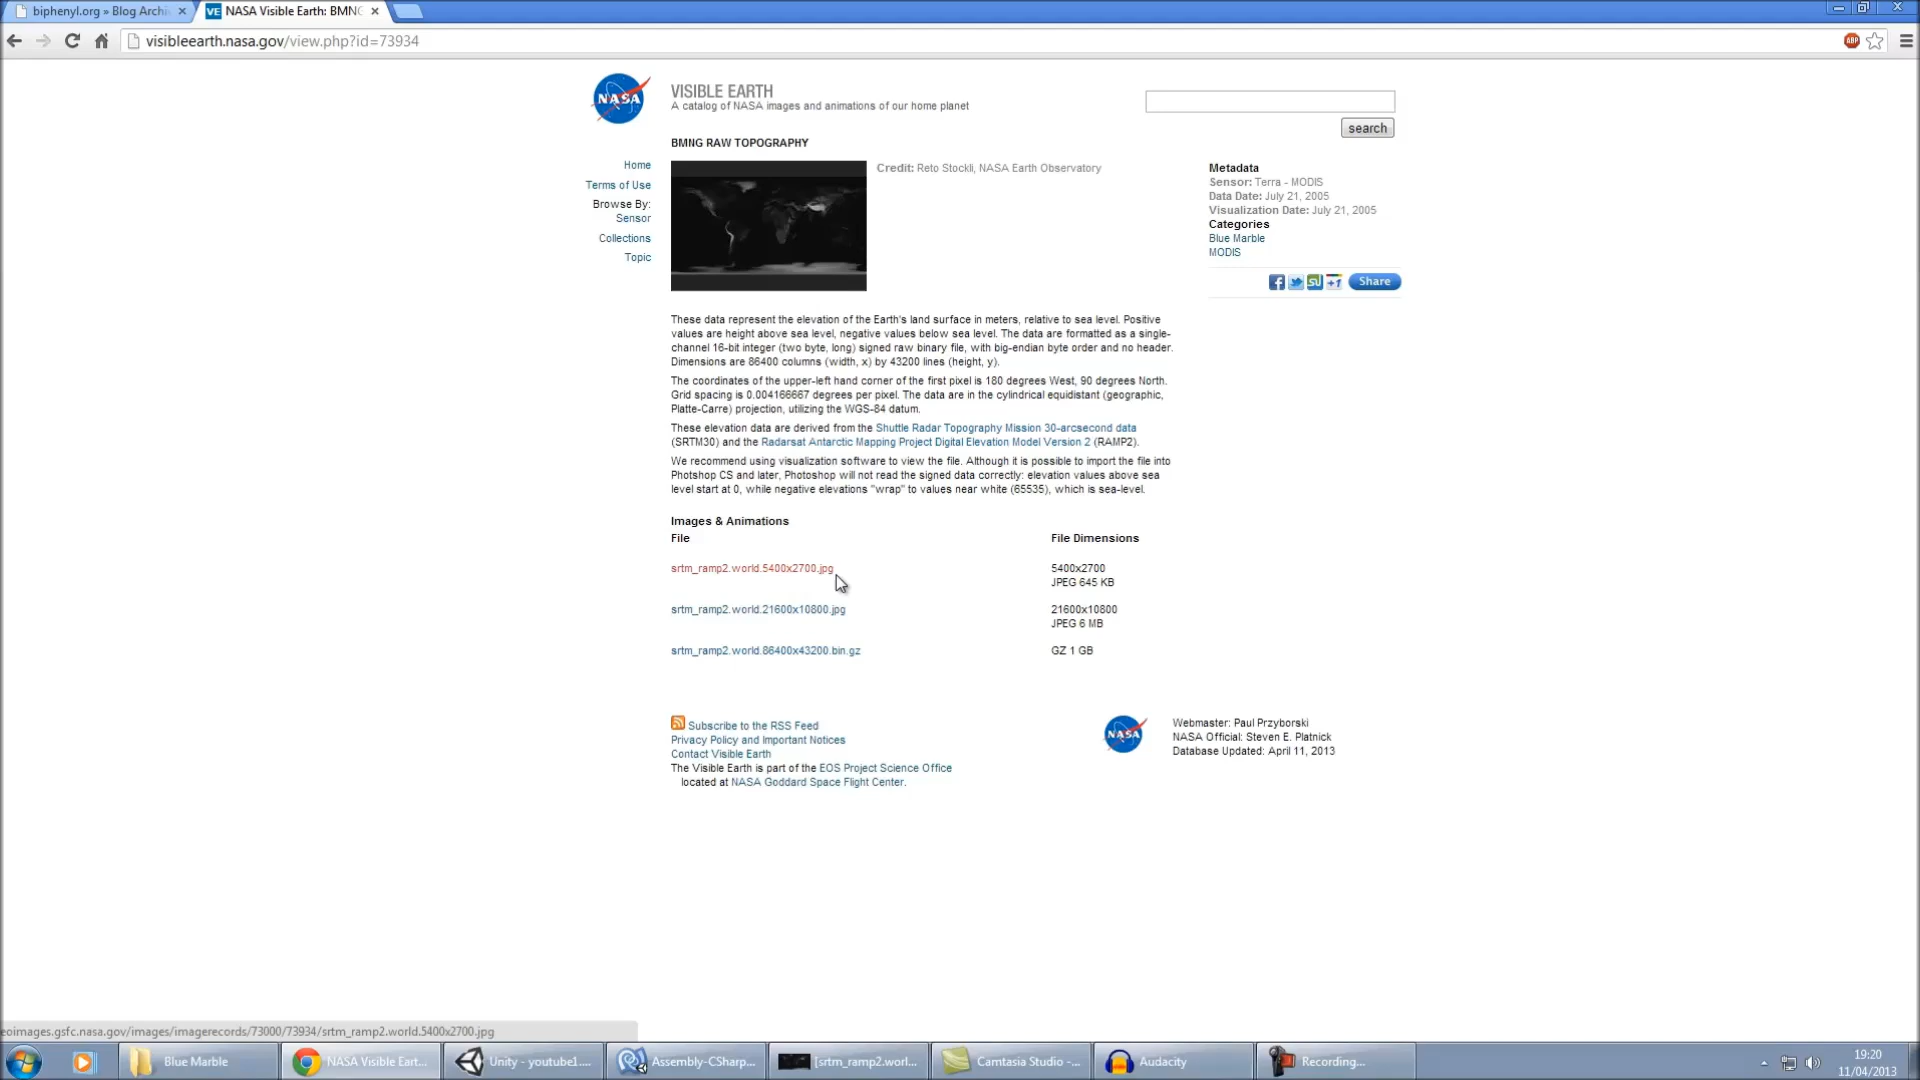 biphenyl.org » Blog Archi
NASA Visible Earth: BMNG
visibleearth.nasa.gov/view.php?id=73934
ABP
NASA
VISIBLE EARTH
A catalog of NASA images and animations of our home planet
search
BMNG RAW TOPOGRAPHY
Home
Terms of Use
Browse By:
Sensor
Collections
Topic
Credit: Reto Stockli, NASA Earth Observatory
Metadata
Sensor: Terra - MODIS
Data Date: July 21, 2005
Visualization Date: July 21, 2005
Categories
Blue Marble
MODIS
+1
Share
These data represent the elevation of the Earth's land surface in meters, relative to sea level. Positive
values are height above sea level, negative values below sea level. The data are formatted as a single-
channel 16-bit integer (two byte, long) signed raw binary file, with big-endian byte order and no header.
Dimensions are 86400 columns (width, x) by 43200 lines (height, y).
The coordinates of the upper-left hand corner of the first pixel is 180 degrees West, 90 degrees North.
Grid spacing is 0.004166667 degrees per pixel. The data are in the cylindrical equidistant (geographic,
Platte-Carre) projection, utilizing the WGS-84 datum.
These elevation data are derived from the Shuttle Radar Topography Mission 30-arcsecond data
(SRTM30) and the Radarsat Antarctic Mapping Project Digital Elevation Model Version 2 (RAMP2).
We recommend using visualization software to view the file. Although it is possible to import the file into
Photshop CS and later, Photoshop will not read the signed data correctly: elevation values above sea
level start at 0, while negative elevations "wrap" to values near white (65535), which is sea-level.
Images & Animations
File
File Dimensions
srtm_ramp2.world.5400x2700.jpg
5400x2700
JPEG 645 KB
srtm_ramp2.world.21600x10800.jpg
21600x10800
JPEG 6 MB
srtm_ramp2.world.86400x43200.bin.gz
GZ 1 GB
Subscribe to the RSS Feed
Privacy Policy and Important Notices
Contact Visible Earth
The Visible Earth is part of the EOS Project Science Office
located at NASA Goddard Space Flight Center.
NASA
Webmaster: Paul Przyborski
NASA Official: Steven E. Platnick
Database Updated: April 11, 2013
eoimages.gsfc.nasa.gov/images/imagerecords/73000/73934/srtm_ramp2.world.5400x2700.jpg
Blue Marble
NASA Visible Eart...
Unity - youtube1....
Assembly-CSharp...
[srtm_ramp2.worl...
Camtasia Studio -...
Audacity
Recording...
19:20
11/04/2013